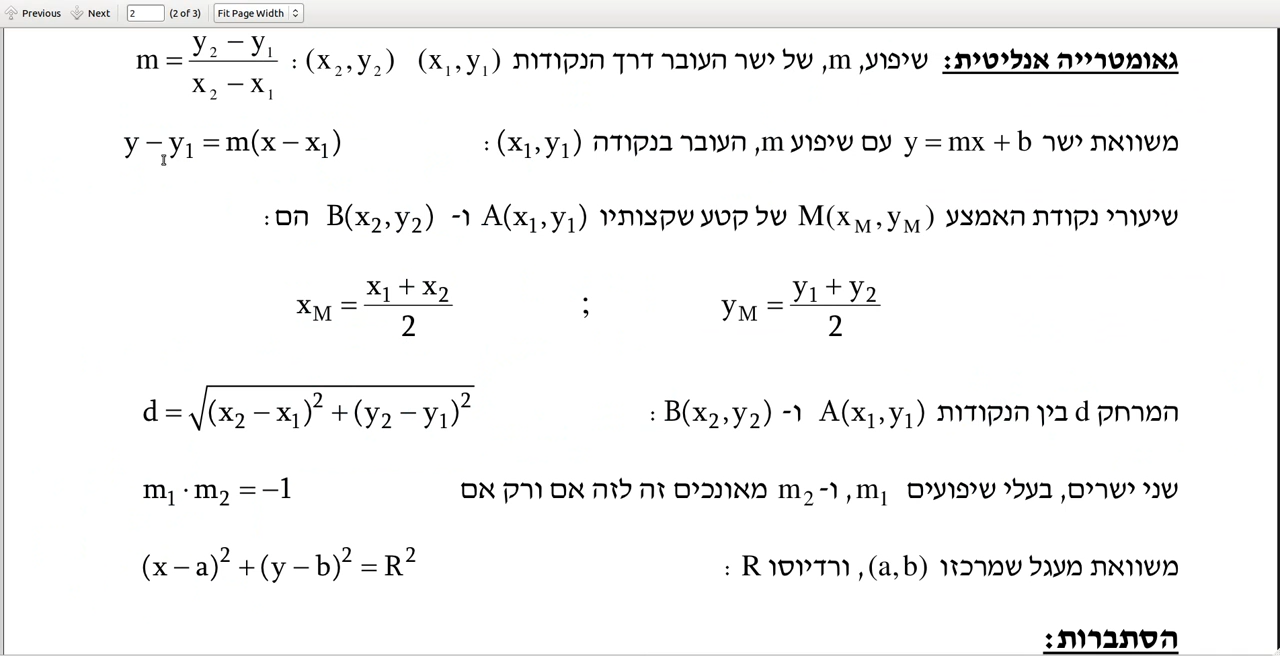 Previous Next 2 (2 of 3) Fit Page Width
גאומטרייה אנליטית: שיפוע, m, של ישר העובר דרך הנקודות (x₁,y₁) (x₂,y₂) : m = (y₂ − y₁)/(x₂ − x₁)
משוואת ישר y = mx + b עם שיפוע m, העובר בנקודה (x₁,y₁) : y − y₁ = m(x − x₁)
שיעורי נקודת האמצע M(x_M,y_M) של קטע שקצותיו A(x₁,y₁) ו- B(x₂,y₂) הם:
x_M = (x₁ + x₂)/2 ; y_M = (y₁ + y₂)/2
המרחק d בין הנקודות A(x₁,y₁) ו- B(x₂,y₂) : d = √((x₂ − x₁)² + (y₂ − y₁)²)
שני ישרים, בעלי שיפועים m₁, ו-m₂ מאונכים זה לזה אם ורק אם m₁ · m₂ = −1
משוואת מעגל שמרכזו (a,b), ורדיוסו R : (x − a)² + (y − b)² = R²
הסתברות: